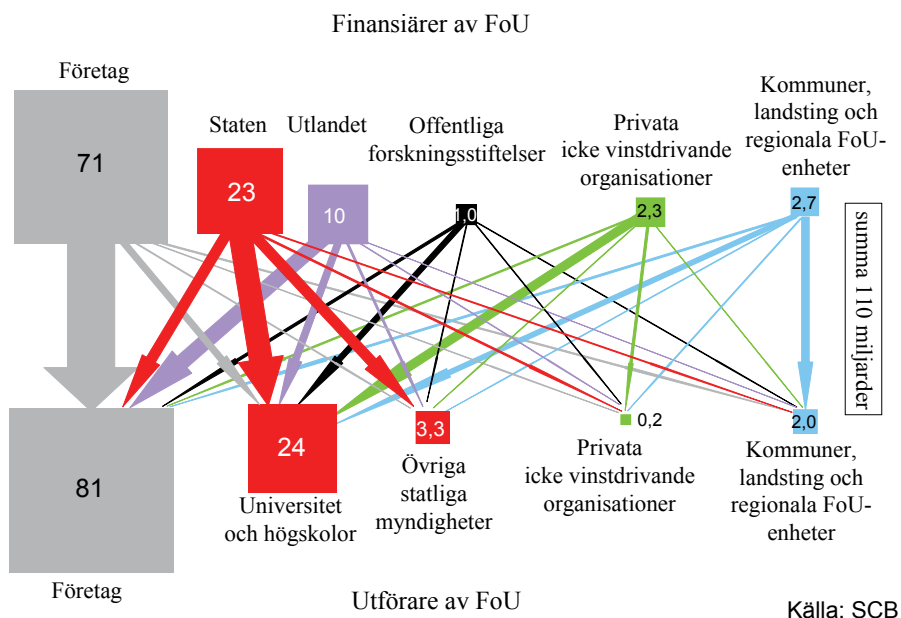 Finansiärer av FoU
Företag
Staten
Utlandet
Offentliga
forskningsstiftelser
Privata
icke vinstdrivande
organisationer
Kommuner,
landsting och
regionala FoU-
enheter
71
23
10
1,0
2,3
2,7
summa 110 miljarder
81
24
3,3
0,2
2,0
Företag
Universitet
och högskolor
Övriga
statliga
myndigheter
Privata
icke vinstdrivande
organisationer
Kommuner,
landsting och
regionala FoU-
enheter
Utförare av FoU
Källa: SCB